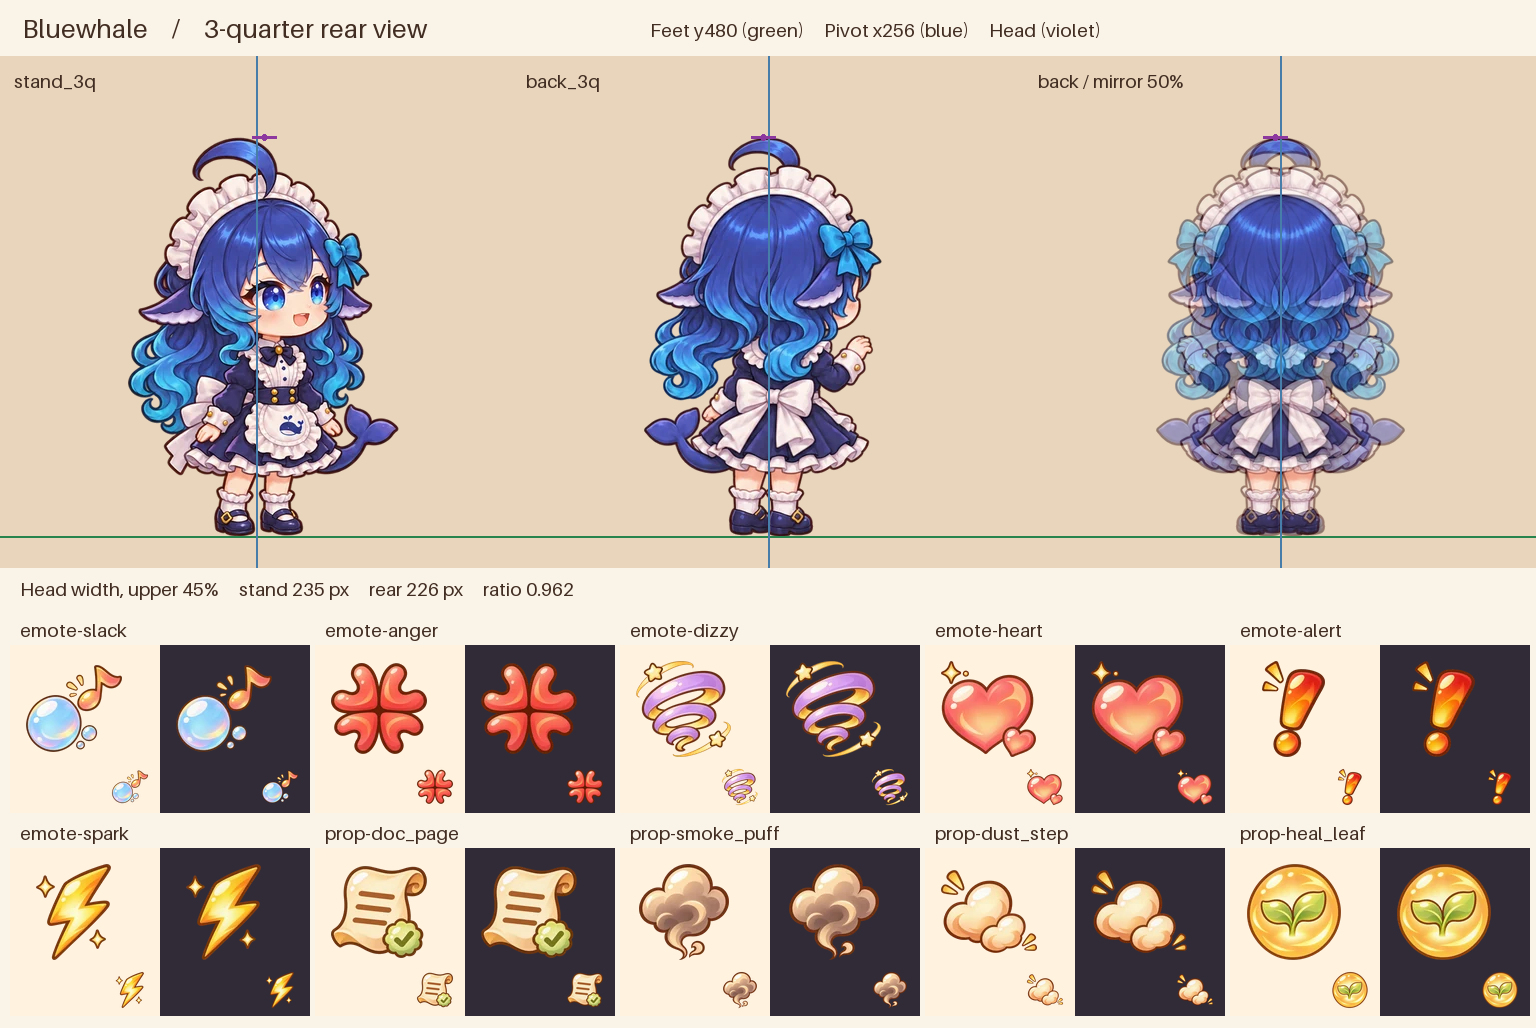 Bluewhale / 3-quarter rear view Feet y480 (green) Pivot x256 (blue) Head (violet)
stand_3q back_3q back / mirror 50%
Head width, upper 45% stand 235 px rear 226 px ratio 0.962
emote-slack emote-anger emote-dizzy emote-heart emote-alert
emote-spark prop-doc_page prop-smoke_puff prop-dust_step prop-heal_leaf